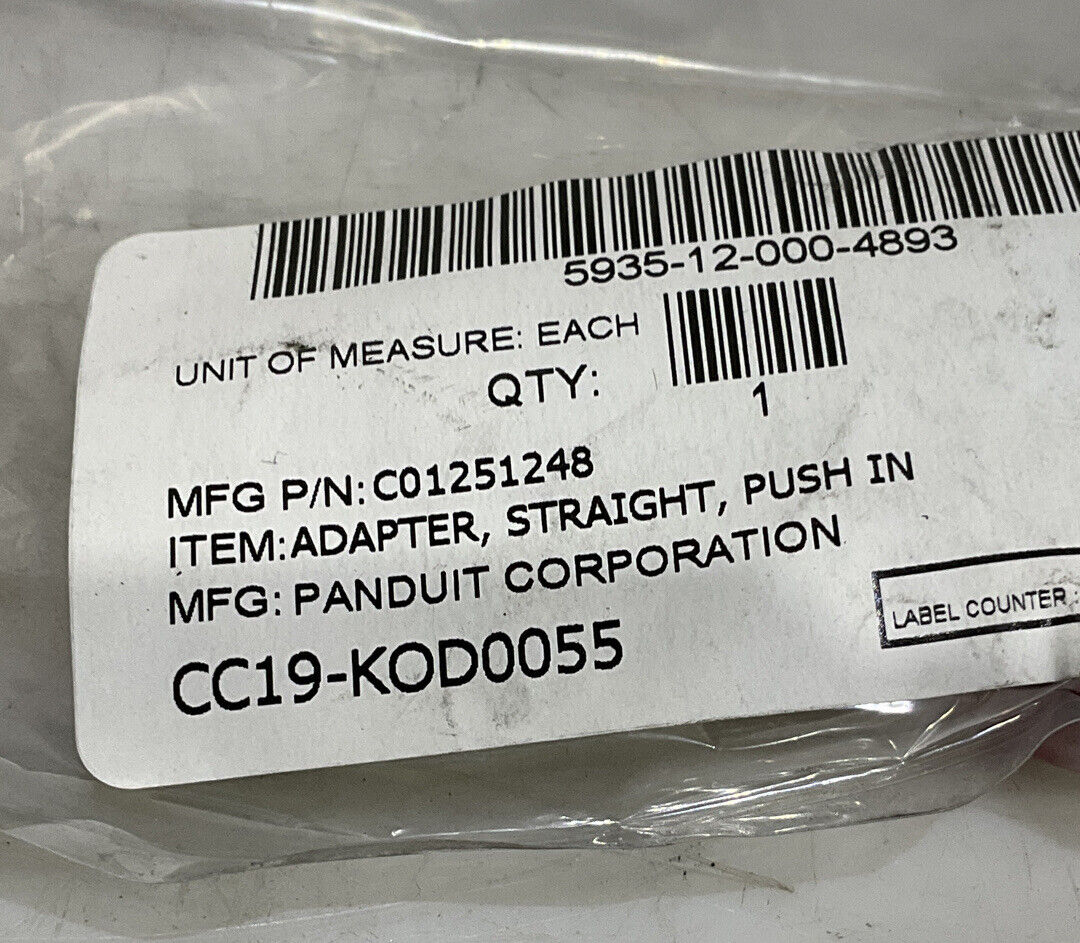 5935-12-000-4893
UNIT OF MEASURE: EACH
QTY:
1
MFG P/N: C01251248
ITEM:ADAPTER, STRAIGHT, PUSH IN
MFG: PANDUIT CORPORATION
LABEL COUNTER :
CC19-KOD0055